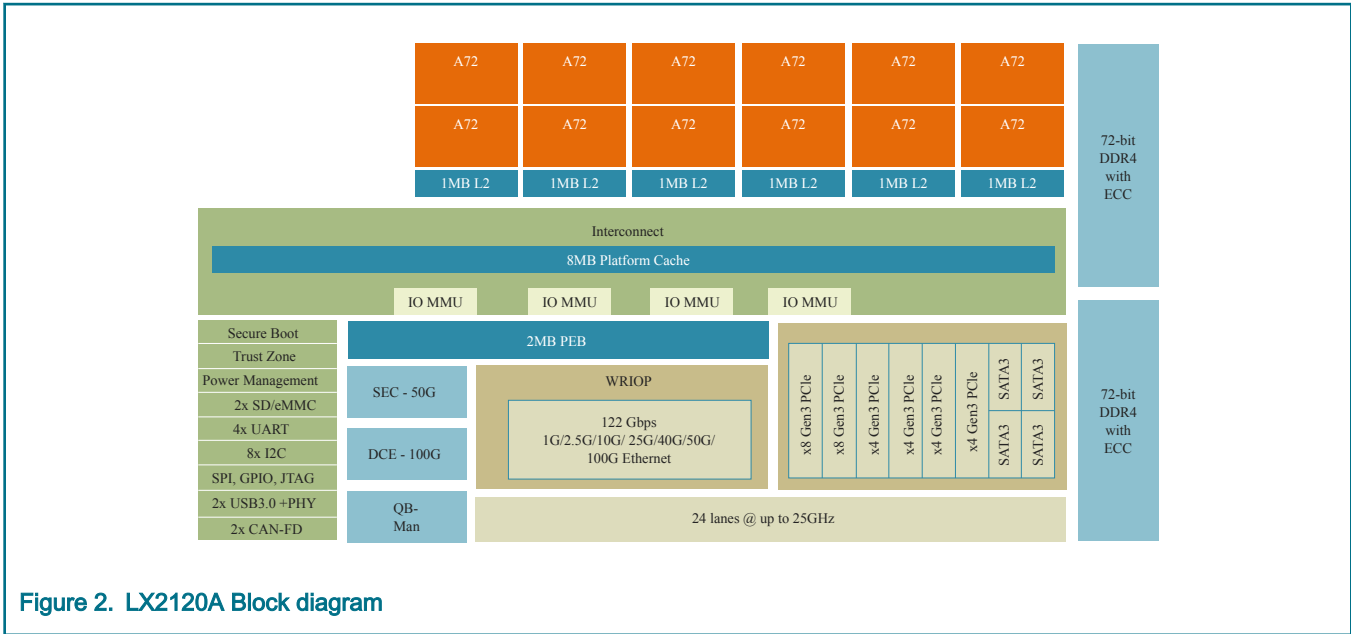 A72 A72 A72 A72 A72 A72
A72 A72 A72 A72 A72 A72
1MB L2 1MB L2 1MB L2 1MB L2 1MB L2 1MB L2
72-bit
DDR4
with
ECC
Interconnect
8MB Platform Cache
IO MMU IO MMU IO MMU IO MMU
Secure Boot
Trust Zone
Power Management
2x SD/eMMC
4x UART
8x I2C
SPI, GPIO, JTAG
2x USB3.0 +PHY
2x CAN-FD
2MB PEB
SEC - 50G
DCE - 100G
QB-
Man
WRIOP
122 Gbps
1G/2.5G/10G/ 25G/40G/50G/
100G Ethernet
x8 Gen3 PCIe
x8 Gen3 PCIe
x4 Gen3 PCIe
x4 Gen3 PCIe
x4 Gen3 PCIe
x4 Gen3 PCIe
SATA3 SATA3
SATA3 SATA3
24 lanes @ up to 25GHz
72-bit
DDR4
with
ECC
Figure 2. LX2120A Block diagram